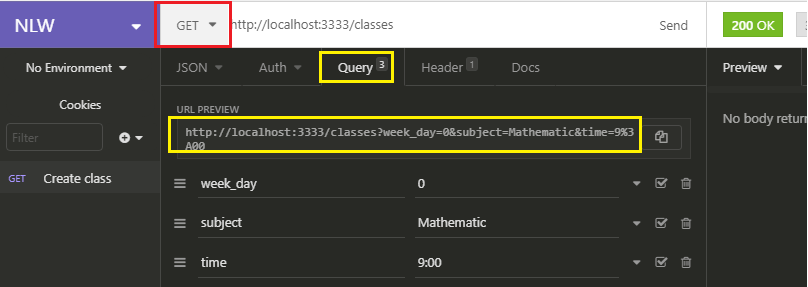 NLW GET http://localhost:3333/classes Send 200 OK
No Environment JSON Auth Query 3 Header 1 Docs Preview
Cookies
URL PREVIEW
Filter http://localhost:3333/classes?week_day=0&subject=Mathematic&time=9%3
A00
No body return
GET Create class week_day 0
subject Mathematic
time 9:00